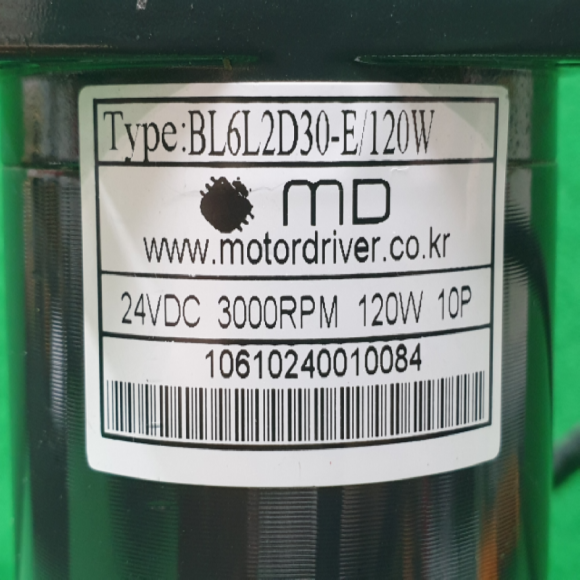 Type:BL6L2D30-E/120W
MD
www.motordriver.co.kr
24VDC 3000RPM 120W 10P
10610240010084